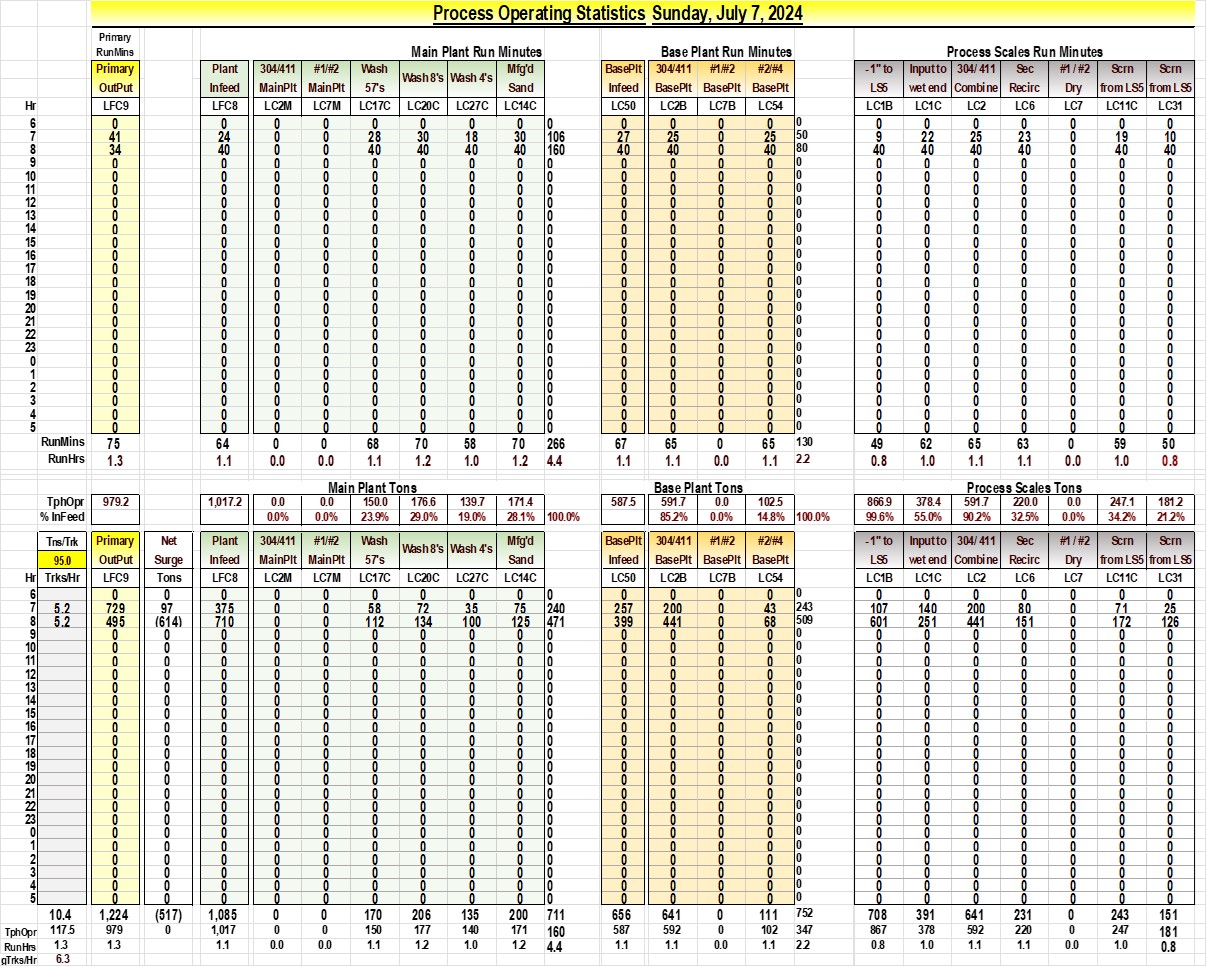 Process Operating Statistics Sunday, July 7, 2024
Primary
RunMins Main Plant Run Minutes Base Plant Run Minutes Process Scales Run Minutes
Primary Plant 304/411 #1/#2 Wash Wash 8's Wash 4's Mfg'd BasePlt 304/411 #1/#2 #2/#4 -1" to Input to 304/ 411 Sec #1 / #2 Scrn Scrn
OutPut Infeed MainPlt MainPlt 57's Sand Infeed BasePlt BasePlt BasePlt LS5 wet end Combine Recirc Dry from LS5 from LS5
Hr LFC9 LFC8 LC2M LC7M LC17C LC20C LC27C LC14C LC50 LC2B LC7B LC54 LC1B LC1C LC2 LC6 LC7 LC11C LC31
6 0 0 0 0 0 0 0 0 0 0 0 0 0 0 0 0 0 0 0 0 0
7 41 24 0 0 28 30 18 30 106 27 25 0 25 50 9 22 25 23 0 19 10
8 34 40 0 0 40 40 40 40 160 40 40 0 40 80 40 40 40 40 0 40 40
9 0 0 0 0 0 0 0 0 0 0 0 0 0 0 0 0 0 0 0 0 0
10 0 0 0 0 0 0 0 0 0 0 0 0 0 0 0 0 0 0 0 0 0
11 0 0 0 0 0 0 0 0 0 0 0 0 0 0 0 0 0 0 0 0 0
12 0 0 0 0 0 0 0 0 0 0 0 0 0 0 0 0 0 0 0 0 0
13 0 0 0 0 0 0 0 0 0 0 0 0 0 0 0 0 0 0 0 0 0
14 0 0 0 0 0 0 0 0 0 0 0 0 0 0 0 0 0 0 0 0 0
15 0 0 0 0 0 0 0 0 0 0 0 0 0 0 0 0 0 0 0 0 0
16 0 0 0 0 0 0 0 0 0 0 0 0 0 0 0 0 0 0 0 0 0
17 0 0 0 0 0 0 0 0 0 0 0 0 0 0 0 0 0 0 0 0 0
18 0 0 0 0 0 0 0 0 0 0 0 0 0 0 0 0 0 0 0 0 0
19 0 0 0 0 0 0 0 0 0 0 0 0 0 0 0 0 0 0 0 0 0
20 0 0 0 0 0 0 0 0 0 0 0 0 0 0 0 0 0 0 0 0 0
21 0 0 0 0 0 0 0 0 0 0 0 0 0 0 0 0 0 0 0 0 0
22 0 0 0 0 0 0 0 0 0 0 0 0 0 0 0 0 0 0 0 0 0
23 0 0 0 0 0 0 0 0 0 0 0 0 0 0 0 0 0 0 0 0 0
0 0 0 0 0 0 0 0 0 0 0 0 0 0 0 0 0 0 0 0 0 0
1 0 0 0 0 0 0 0 0 0 0 0 0 0 0 0 0 0 0 0 0 0
2 0 0 0 0 0 0 0 0 0 0 0 0 0 0 0 0 0 0 0 0 0
3 0 0 0 0 0 0 0 0 0 0 0 0 0 0 0 0 0 0 0 0 0
4 0 0 0 0 0 0 0 0 0 0 0 0 0 0 0 0 0 0 0 0 0
5 0 0 0 0 0 0 0 0 0 0 0 0 0 0 0 0 0 0 0 0 0
RunMins 75 64 0 0 68 70 58 70 266 67 65 0 65 130 49 62 65 63 0 59 50
RunHrs 1.3 1.1 0.0 0.0 1.1 1.2 1.0 1.2 4.4 1.1 1.1 0.0 1.1 2.2 0.8 1.0 1.1 1.1 0.0 1.0 0.8
Main Plant Tons Base Plant Tons Process Scales Tons
TphOpr 979.2 1,017.2 0.0 0.0 150.0 176.6 139.7 171.4 587.5 591.7 0.0 102.5 866.9 378.4 591.7 220.0 0.0 247.1 181.2
% InFeed 0.0% 0.0% 23.9% 29.0% 19.0% 28.1% 100.0% 85.2% 0.0% 14.8% 100.0% 99.6% 55.0% 90.2% 32.5% 0.0% 34.2% 21.2%
Tns/Trk Primary Net Plant 304/411 #1/#2 Wash Wash 8's Wash 4's Mfg'd BasePlt 304/411 #1/#2 #2/#4 -1" to Input to 304/ 411 Sec #1 / #2 Scrn Scrn
95.0 OutPut Surge Infeed MainPlt MainPlt 57's Sand Infeed BasePlt BasePlt BasePlt LS5 wet end Combine Recirc Dry from LS5 from LS5
Hr Trks/Hr LFC9 Tons LFC8 LC2M LC7M LC17C LC20C LC27C LC14C LC50 LC2B LC7B LC54 LC1B LC1C LC2 LC6 LC7 LC11C LC31
6 0 0 0 0 0 0 0 0 0 0 0 0 0 0 0 0 0 0 0 0 0 0
7 5.2 729 97 375 0 0 58 72 35 75 240 257 200 0 43 243 107 140 200 80 0 71 25
8 5.2 495 (614) 710 0 0 112 134 100 125 471 399 441 0 68 509 601 251 441 151 0 172 126
9 0 0 0 0 0 0 0 0 0 0 0 0 0 0 0 0 0 0 0 0 0 0
10 0 0 0 0 0 0 0 0 0 0 0 0 0 0 0 0 0 0 0 0 0 0
11 0 0 0 0 0 0 0 0 0 0 0 0 0 0 0 0 0 0 0 0 0 0
12 0 0 0 0 0 0 0 0 0 0 0 0 0 0 0 0 0 0 0 0 0 0
13 0 0 0 0 0 0 0 0 0 0 0 0 0 0 0 0 0 0 0 0 0 0
14 0 0 0 0 0 0 0 0 0 0 0 0 0 0 0 0 0 0 0 0 0 0
15 0 0 0 0 0 0 0 0 0 0 0 0 0 0 0 0 0 0 0 0 0 0
16 0 0 0 0 0 0 0 0 0 0 0 0 0 0 0 0 0 0 0 0 0 0
17 0 0 0 0 0 0 0 0 0 0 0 0 0 0 0 0 0 0 0 0 0 0
18 0 0 0 0 0 0 0 0 0 0 0 0 0 0 0 0 0 0 0 0 0 0
19 0 0 0 0 0 0 0 0 0 0 0 0 0 0 0 0 0 0 0 0 0 0
20 0 0 0 0 0 0 0 0 0 0 0 0 0 0 0 0 0 0 0 0 0 0
21 0 0 0 0 0 0 0 0 0 0 0 0 0 0 0 0 0 0 0 0 0 0
22 0 0 0 0 0 0 0 0 0 0 0 0 0 0 0 0 0 0 0 0 0 0
23 0 0 0 0 0 0 0 0 0 0 0 0 0 0 0 0 0 0 0 0 0 0
0 0 0 0 0 0 0 0 0 0 0 0 0 0 0 0 0 0 0 0 0 0 0
1 0 0 0 0 0 0 0 0 0 0 0 0 0 0 0 0 0 0 0 0 0 0
2 0 0 0 0 0 0 0 0 0 0 0 0 0 0 0 0 0 0 0 0 0 0
3 0 0 0 0 0 0 0 0 0 0 0 0 0 0 0 0 0 0 0 0 0 0
4 0 0 0 0 0 0 0 0 0 0 0 0 0 0 0 0 0 0 0 0 0 0
5 0 0 0 0 0 0 0 0 0 0 0 0 0 0 0 0 0 0 0 0 0 0
10.4 1,224 (517) 1,085 0 0 170 206 135 200 711 656 641 0 111 752 708 391 641 231 0 243 151
TphOpr 117.5 979 0 1,017 0 0 150 177 140 171 160 587 592 0 102 347 867 378 592 220 0 247 181
RunHrs 1.3 1.3 1.1 0.0 0.0 1.1 1.2 1.0 1.2 4.4 1.1 1.1 0.0 1.1 2.2 0.8 1.0 1.1 1.1 0.0 1.0 0.8
gTrks/Hr 6.3